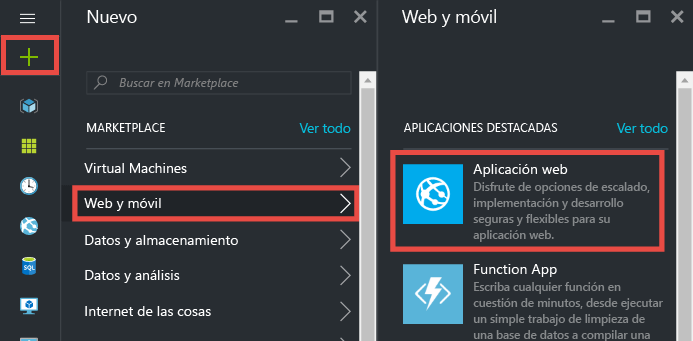 Nuevo
Buscar en Marketplace
MARKETPLACE Ver todo
Virtual Machines
Web y móvil
Datos y almacenamiento
Datos y análisis
Internet de las cosas
SQL
Web y móvil
APLICACIONES DESTACADAS Ver todo
Aplicación web
Disfrute de opciones de escalado,
implementación y desarrollo
seguras y flexibles para su
aplicación web.
Function App
Escriba cualquier función en
cuestión de minutos, desde ejecutar
un simple trabajo de limpieza de
una base de datos a compilar una